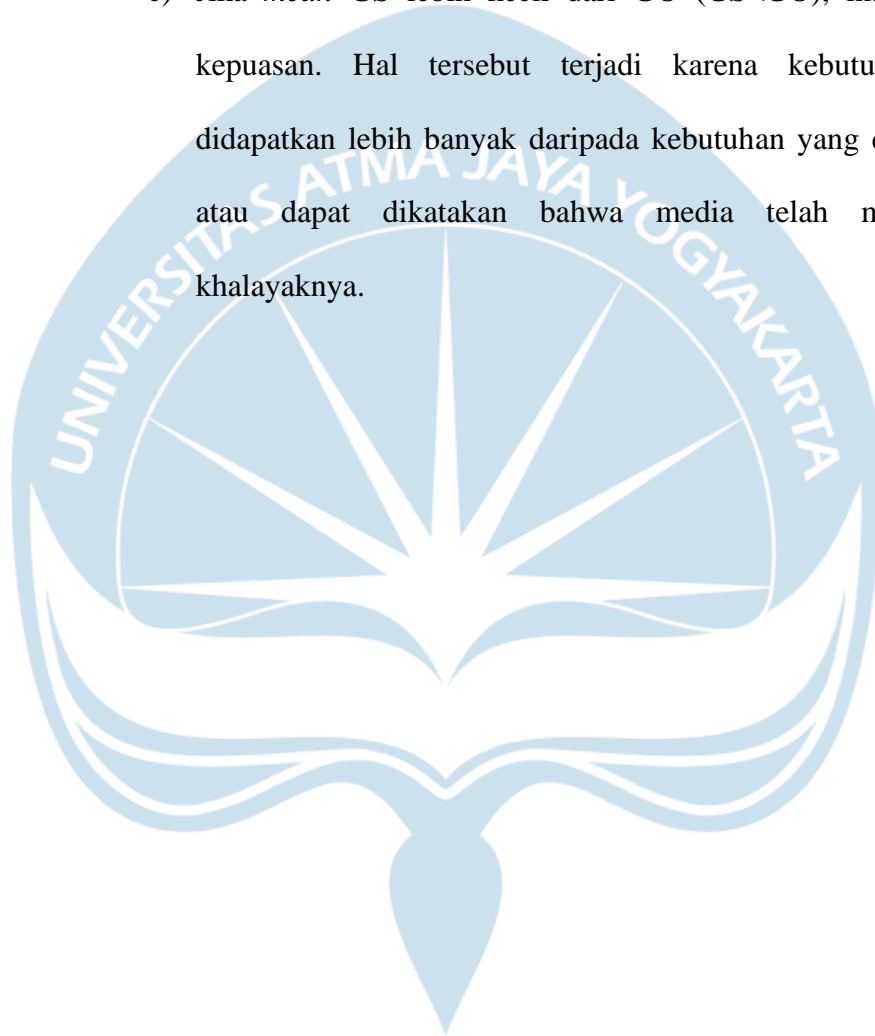 kepuasan. Hal tersebut terjadi karena
didapatkan lebih banyak daripada kebutuhan yang
atau dapat dikatakan bahwa media telah
khalayaknya.
UNIVERSITAS ATMA JAYA YOGYAKARTA